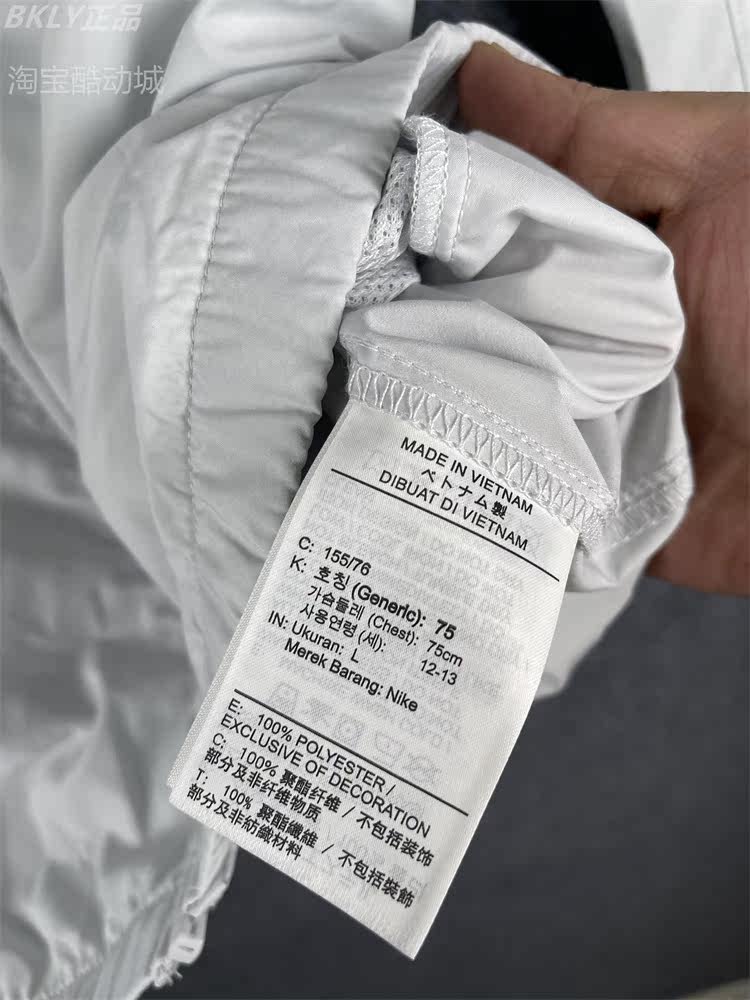 BKLY正品
淘宝酷动城
MADE IN VIETNAM
ベトナム製
DIBUAT DI VIETNAM
C: 155/76
K: 호칭 (Generic): 75
가슴둘레 (Chest): 75cm
사용연령 (세): 12-13
IN: Ukuran: L
Merek Barang: Nike
E: 100% POLYESTER /
EXCLUSIVE OF DECORATION
C: 100% 聚酯纤维 / 不包括装饰
部分及非纤维物质
T: 100% 聚酯纖維 / 不包括裝飾
部分及非紡織材料